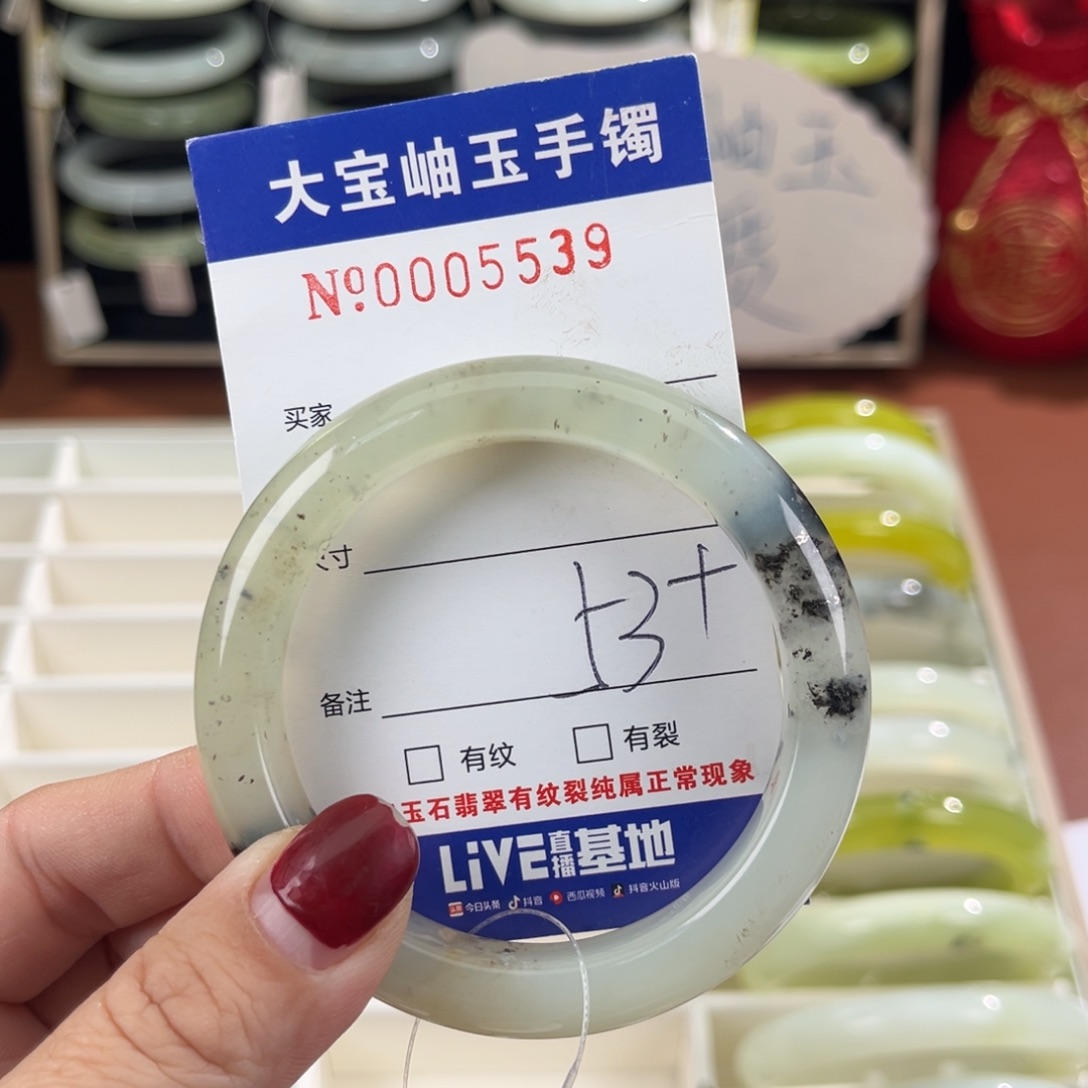 大宝岫玉手镯
Nº:0005539
买家
寸
53+
备注
有纹
有裂
玉石翡翠有纹裂纯属正常现象
LiVE直播基地
今日头条 抖音 西瓜视频 抖音火山版